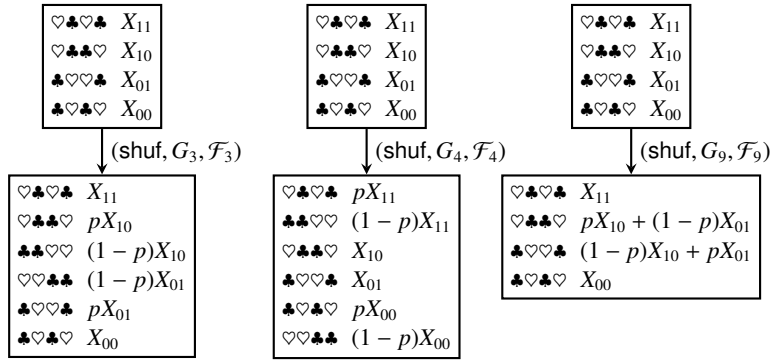 ♡♣♡♣ X₁₁
♡♣♣♡ X₁₀
♣♡♡♣ X₀₁
♣♡♣♡ X₀₀
(shuf, G₃, ℱ₃)
♡♣♡♣ X₁₁
♡♣♣♡ pX₁₀
♣♣♡♡ (1 − p)X₁₀
♡♡♣♣ (1 − p)X₀₁
♣♡♡♣ pX₀₁
♣♡♣♡ X₀₀
♡♣♡♣ X₁₁
♡♣♣♡ X₁₀
♣♡♡♣ X₀₁
♣♡♣♡ X₀₀
(shuf, G₄, ℱ₄)
♡♣♡♣ pX₁₁
♣♣♡♡ (1 − p)X₁₁
♡♣♣♡ X₁₀
♣♡♡♣ X₀₁
♣♡♣♡ pX₀₀
♡♡♣♣ (1 − p)X₀₀
♡♣♡♣ X₁₁
♡♣♣♡ X₁₀
♣♡♡♣ X₀₁
♣♡♣♡ X₀₀
(shuf, G₉, ℱ₉)
♡♣♡♣ X₁₁
♡♣♣♡ pX₁₀ + (1 − p)X₀₁
♣♡♡♣ (1 − p)X₁₀ + pX₀₁
♣♡♣♡ X₀₀